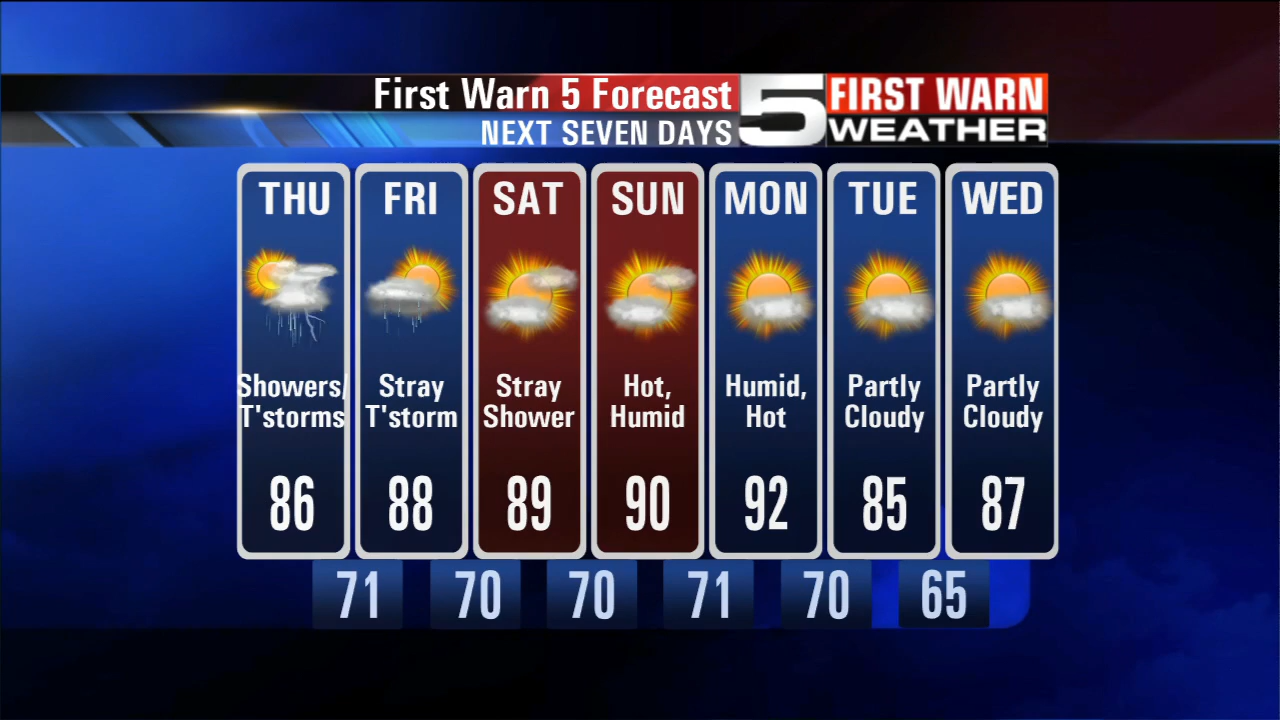 First Warn 5 Forecast
NEXT SEVEN DAYS
5
FIRST WARN
WEATHER
THU
Showers/
T'storms
86
FRI
Stray
T'storm
88
SAT
Stray
Shower
89
SUN
Hot,
Humid
90
MON
Humid,
Hot
92
TUE
Partly
Cloudy
85
WED
Partly
Cloudy
87
71
70
70
71
70
65